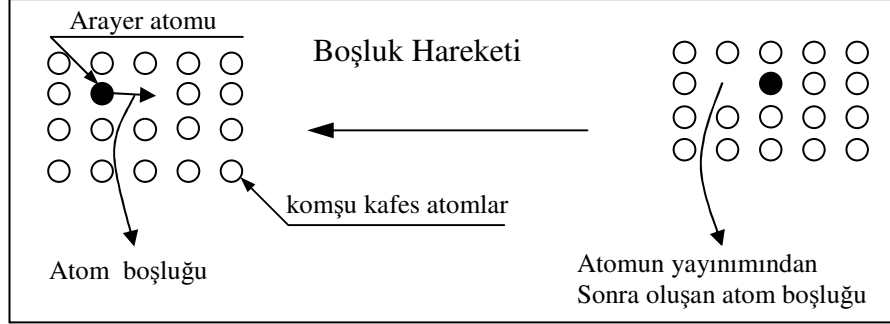 Arayer atomu
Boşluk Hareketi
komşu kafes atomlar
Atom boşluğu
Atomun yayınımından
Sonra oluşan atom boşluğu